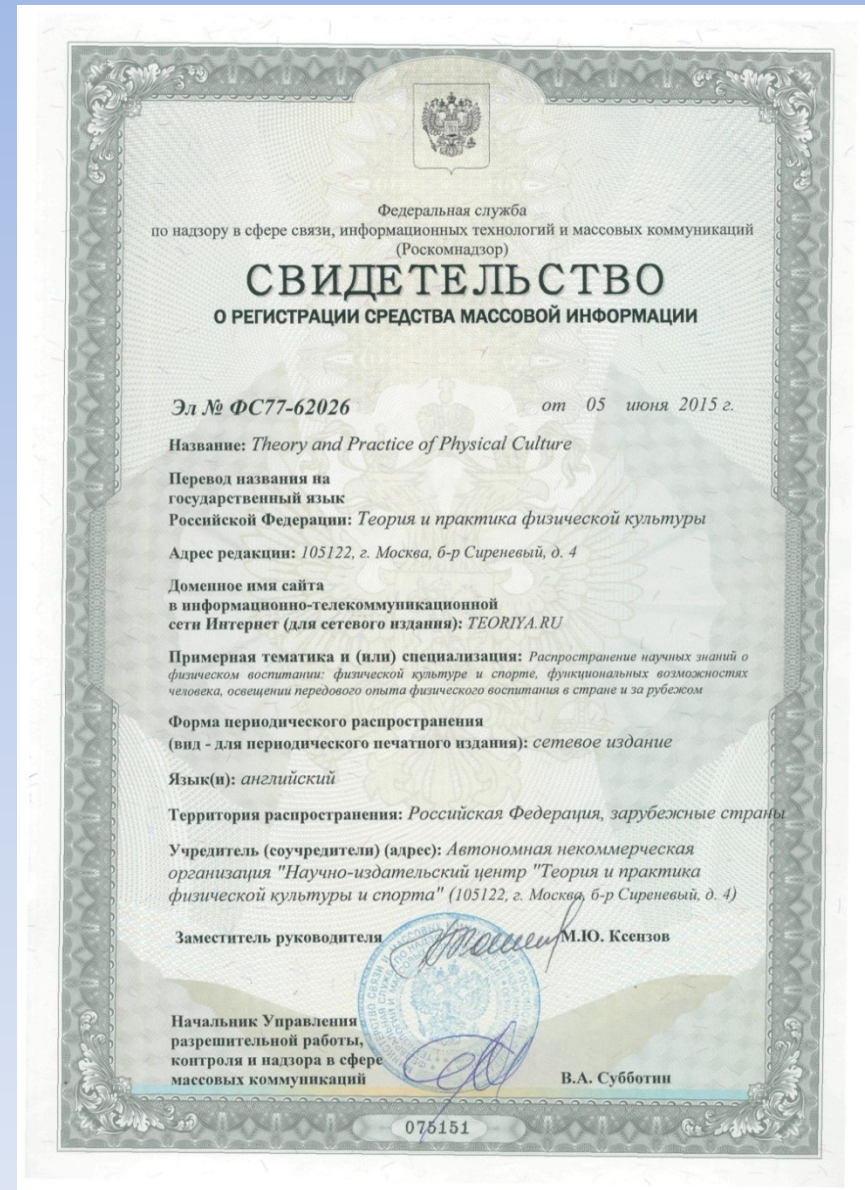 Федеральная служба
по надзору в сфере связи, информационных технологий и массовых коммуникаций
(Роскомнадзор)
СВИДЕТЕЛЬСТВО
О РЕГИСТРАЦИИ СРЕДСТВА МАССОВОЙ ИНФОРМАЦИИ
Эл № ФС77-62026 от 05 июня 2015 г.
Название: Theory and Practice of Physical Culture
Перевод названия на
государственный язык
Российской Федерации: Теория и практика физической культуры
Адрес редакции: 105122, г. Москва, б-р Сиреневый, д. 4
Доменное имя сайта
в информационно-телекоммуникационной
сети Интернет (для сетевого издания): TEORIYA.RU
Примерная тематика и (или) специализация: Распространение научных знаний о
физическом воспитании: физической культуре и спорте, функциональных возможностях
человека, освещении передового опыта физического воспитания в стране и за рубежом
Форма периодического распространения
(вид - для периодического печатного издания): сетевое издание
Язык(и): английский
Территория распространения: Российская Федерация, зарубежные страны
Учредитель (соучредители) (адрес): Автономная некоммерческая
организация "Научно-издательский центр "Теория и практика
физической культуры и спорта" (105122, г. Москва, б-р Сиреневый, д. 4)
Заместитель руководителя М.Ю. Ксензов
Начальник Управления
разрешительной работы,
контроля и надзора в сфере
массовых коммуникаций В.А. Субботин
075151